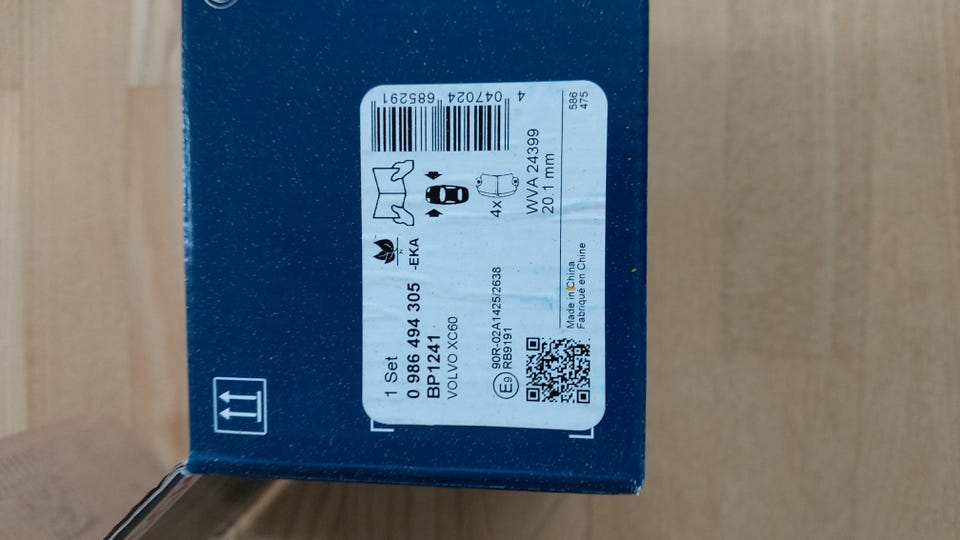 1 Set
0 986 494 305 -EKA
BP1241
VOLVO XC60
90R-02A1425/2638
E9
RB9191
4x
WVA 24399
20.1 mm
4 047024 685291
Made in China
Fabriqué en Chine
586
475